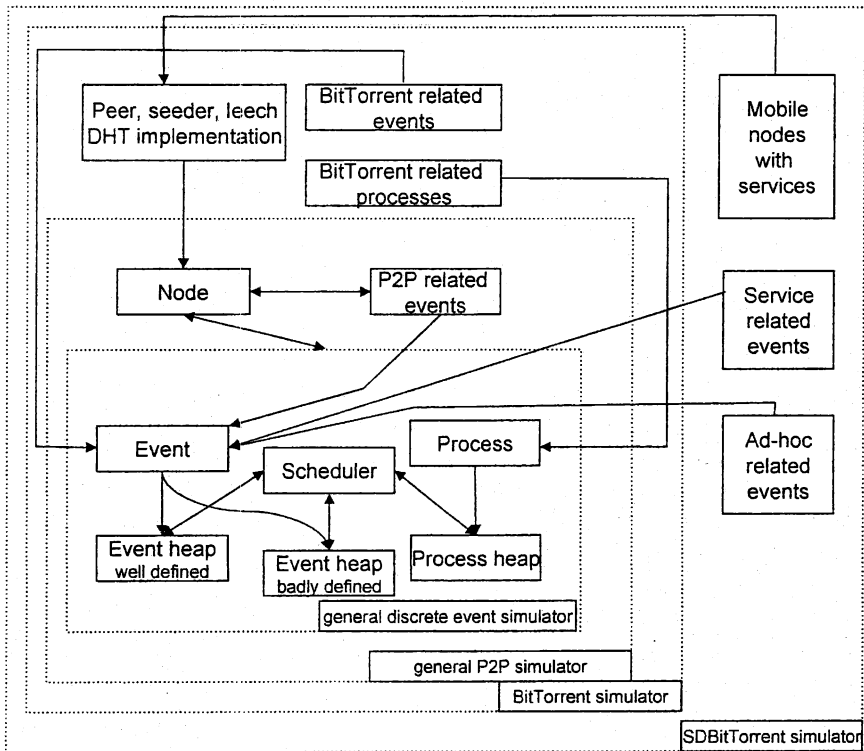 Peer, seeder, leech
DHT implementation
BitTorrent related
events
Mobile
nodes
with
services
BitTorrent related
processes
Node
P2P related
events
Service
related
events
Event
Process
Scheduler
Ad-hoc
related
events
Event heap
well defined
Event heap
badly defined
Process heap
general discrete event simulator
general P2P simulator
BitTorrent simulator
SDBitTorrent simulator